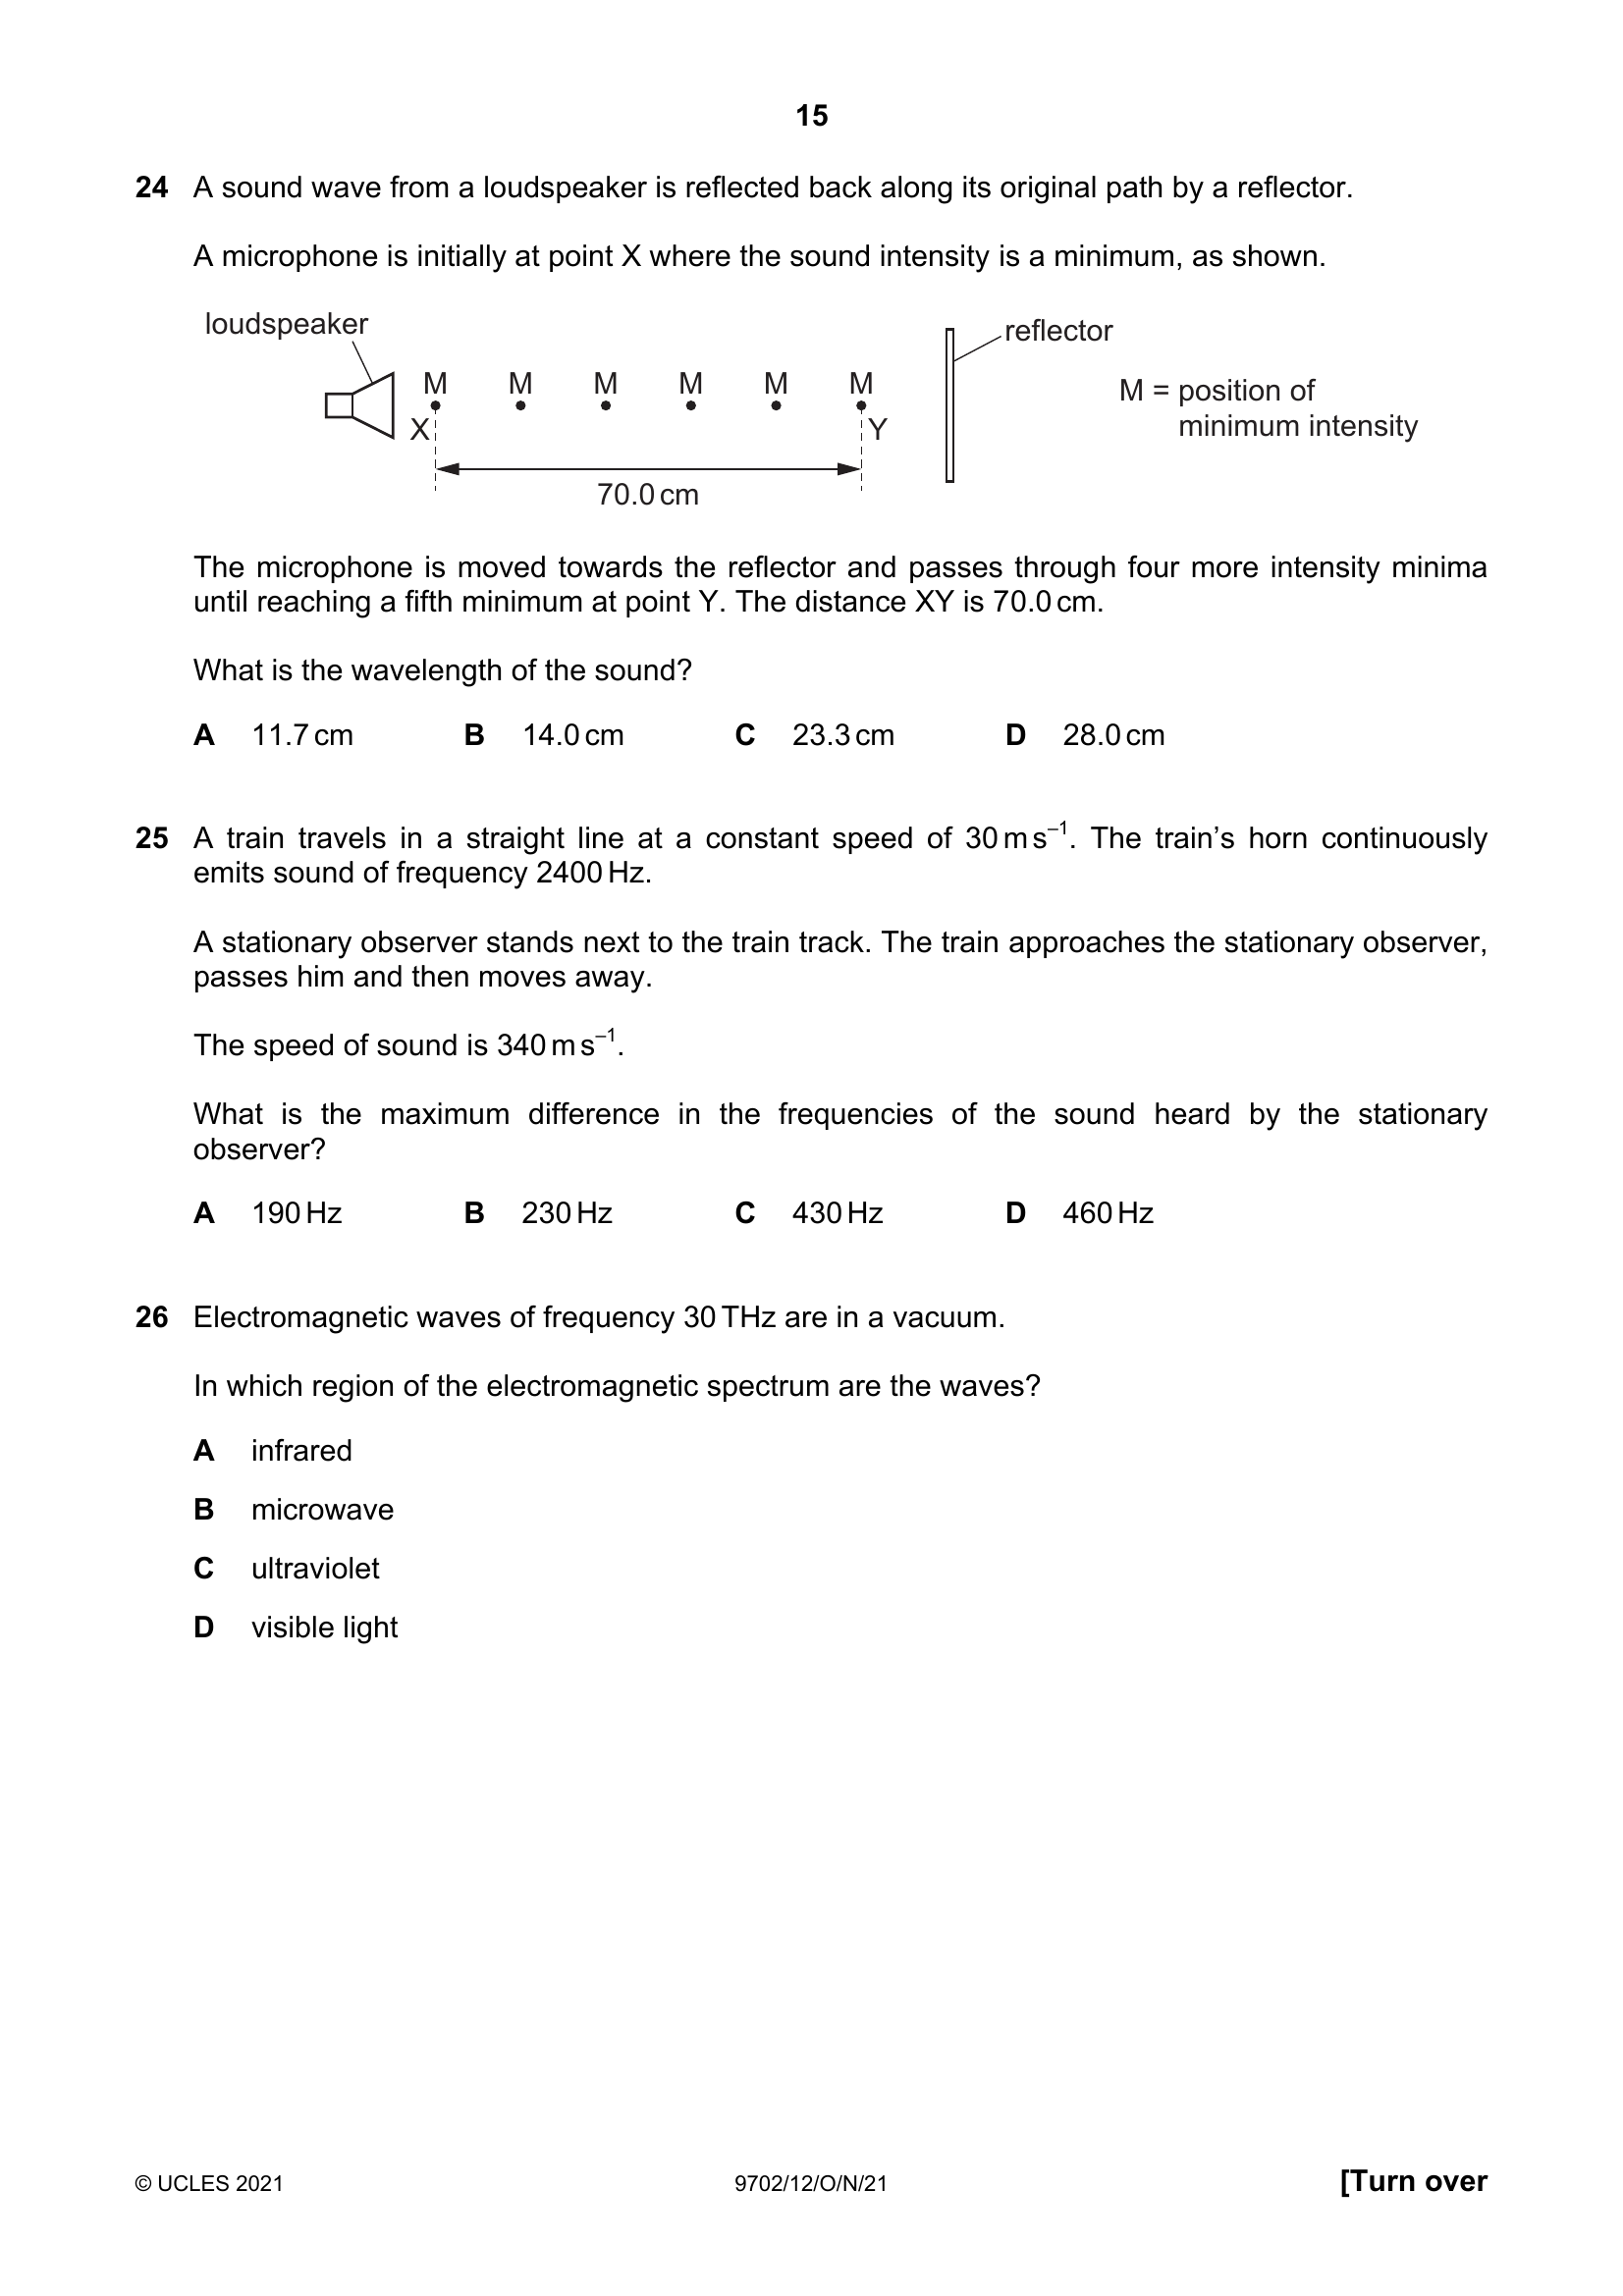 15
24 A sound wave from a loudspeaker is reflected back along its original path by a reflector.
A microphone is initially at point X where the sound intensity is a minimum, as shown.
loudspeaker
reflector
M M M M M M
M = position of
minimum intensity
X Y
70.0 cm
The microphone is moved towards the reflector and passes through four more intensity minima
until reaching a fifth minimum at point Y. The distance XY is 70.0 cm.
What is the wavelength of the sound?
A 11.7 cm B 14.0 cm C 23.3 cm D 28.0 cm
25 A train travels in a straight line at a constant speed of 30 m s⁻¹. The train’s horn continuously
emits sound of frequency 2400 Hz.
A stationary observer stands next to the train track. The train approaches the stationary observer,
passes him and then moves away.
The speed of sound is 340 m s⁻¹.
What is the maximum difference in the frequencies of the sound heard by the stationary
observer?
A 190 Hz B 230 Hz C 430 Hz D 460 Hz
26 Electromagnetic waves of frequency 30 THz are in a vacuum.
In which region of the electromagnetic spectrum are the waves?
A infrared
B microwave
C ultraviolet
D visible light
© UCLES 2021 9702/12/O/N/21 [Turn over